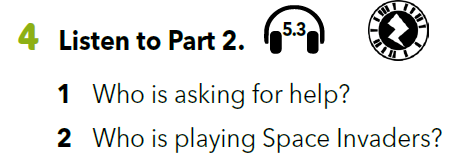 4 Listen to Part 2. 5.3
1 Who is asking for help?
2 Who is playing Space Invaders?